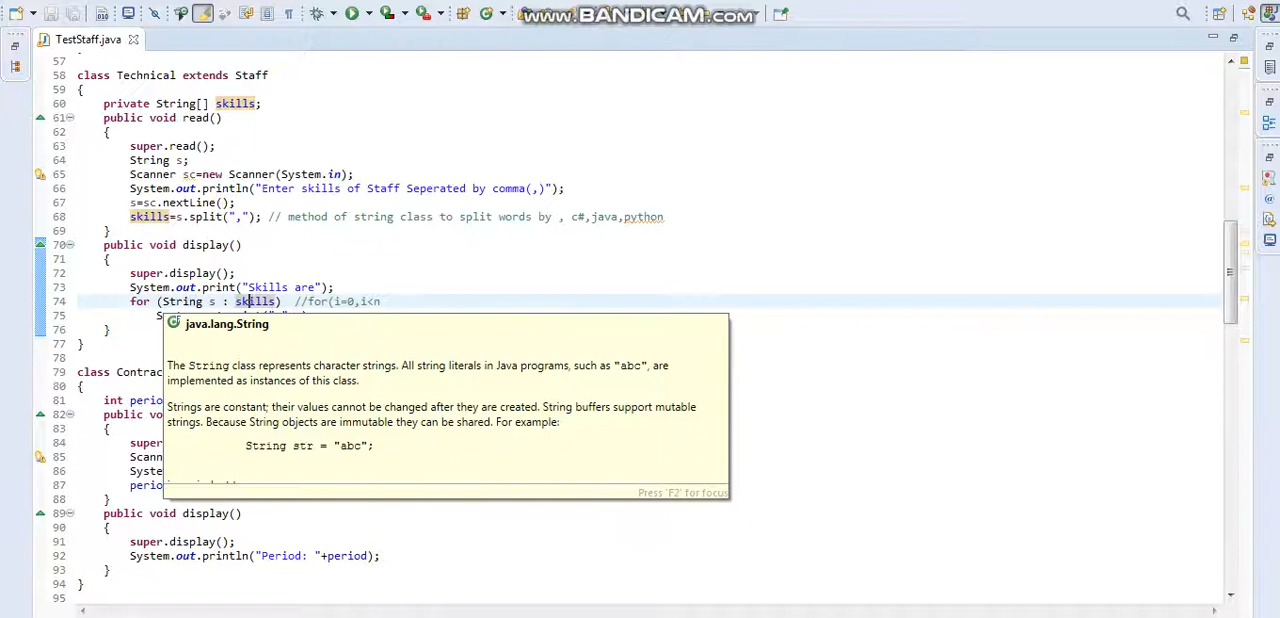 www.BANDICAM.com
TestStaff.java
57
58 class Technical extends Staff
59 {
60 private String[] skills;
61 public void read()
62 {
63 super.read();
64 String s;
65 Scanner sc=new Scanner(System.in);
66 System.out.println("Enter skills of Staff Seperated by comma(,)");
67 s=sc.nextLine();
68 skills=s.split(","); // method of string class to split words by , c#,java,python
69 }
70 public void display()
71 {
72 super.display();
73 System.out.print("Skills are");
74 for (String s : skills) //for(i=0,i<n
75
76 }
77 }
78
79 class Contrac
80 {
81 int perio
82 public vo
83 {
84 super
85 Scann
86 Syste
87 perio
88 }
89 public void display()
90 {
91 super.display();
92 System.out.println("Period: "+period);
93 }
94 }
95
java.lang.String
The String class represents character strings. All string literals in Java programs, such as "abc", are
implemented as instances of this class.
Strings are constant; their values cannot be changed after they are created. String buffers support mutable
strings. Because String objects are immutable they can be shared. For example:
String str = "abc";
Press 'F2' for focus